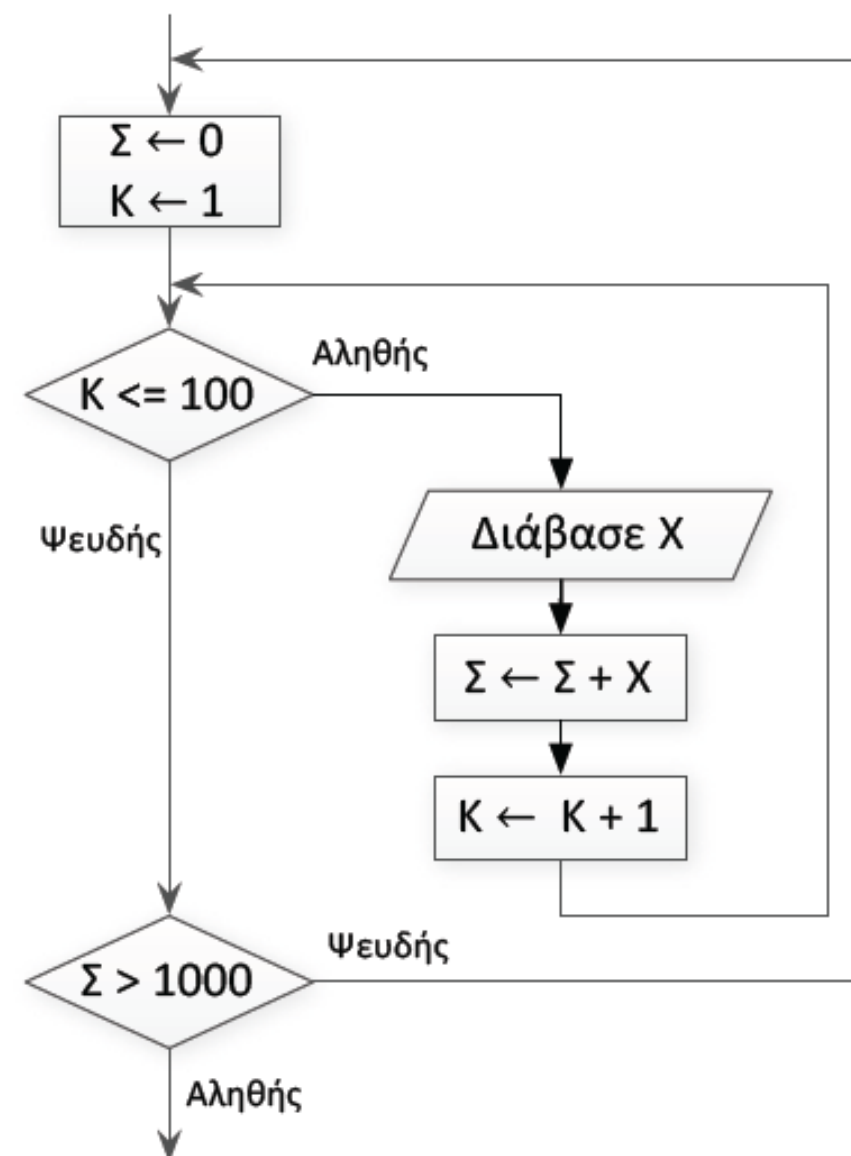 Σ ← 0
Κ ← 1
Κ <= 100
Αληθής
Διάβασε Χ
Ψευδής
Σ ← Σ + Χ
Κ ← Κ + 1
Ψευδής
Σ > 1000
Αληθής